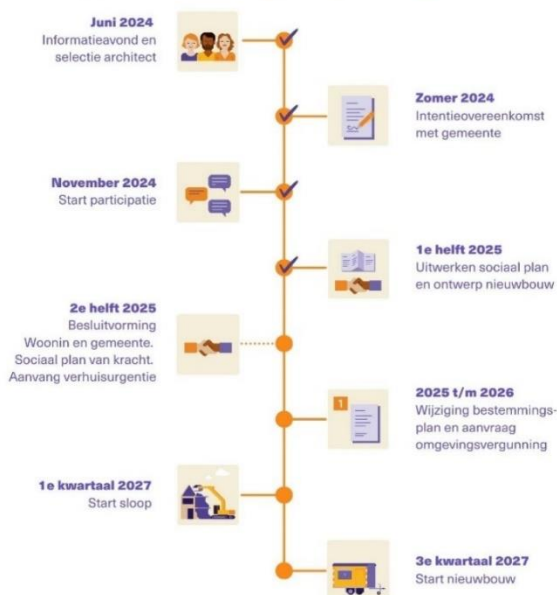 Juni 2024
Informatieavond en
selectie architect
Zomer 2024
Intentieovereenkomst
met gemeente
November 2024
Start participatie
1e helft 2025
Uitwerken sociaal plan
en ontwerp nieuwbouw
2e helft 2025
Besluitvorming
Woonin en gemeente.
Sociaal plan van kracht.
Aanvang verhuisurgentie
1
2025 t/m 2026
Wijziging bestemmings-
plan en aanvraag
omgevingsvergunning
1e kwartaal 2027
Start sloop
3e kwartaal 2027
Start nieuwbouw